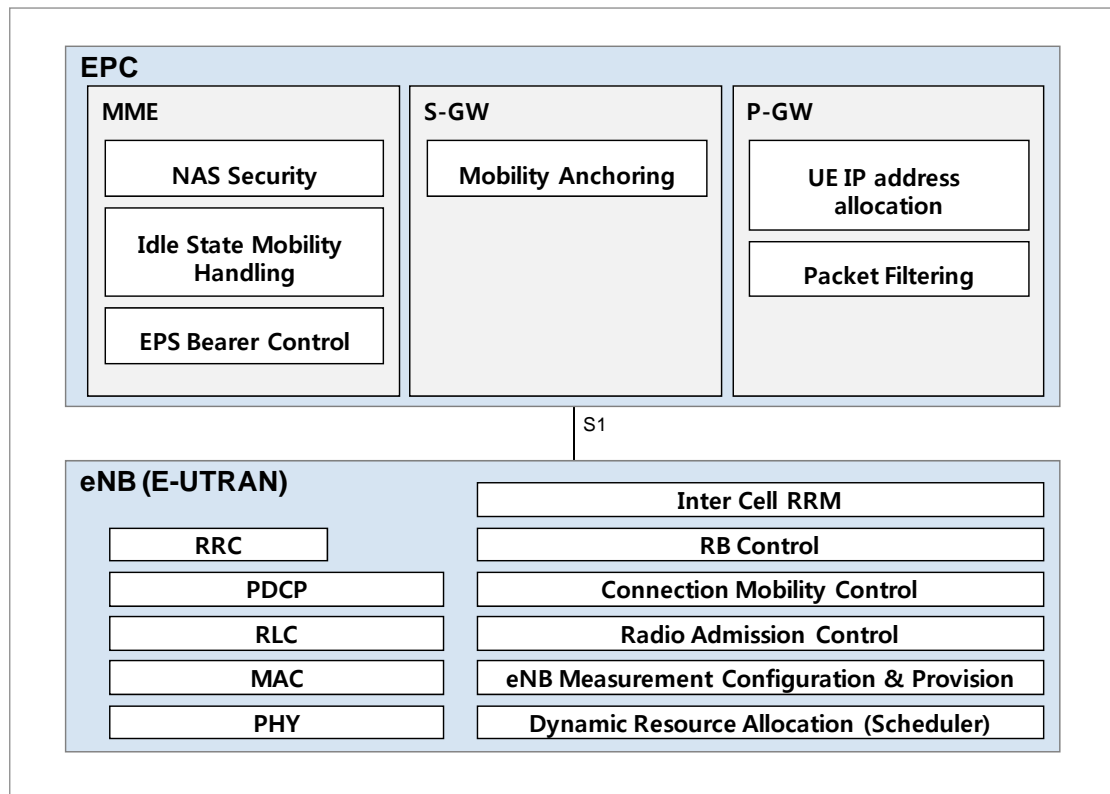 EPC
MME
NAS Security
Idle State Mobility
Handling
EPS Bearer Control
S-GW
Mobility Anchoring
P-GW
UE IP address
allocation
Packet Filtering
S1
eNB (E-UTRAN)
RRC
PDCP
RLC
MAC
PHY
Inter Cell RRM
RB Control
Connection Mobility Control
Radio Admission Control
eNB Measurement Configuration & Provision
Dynamic Resource Allocation (Scheduler)